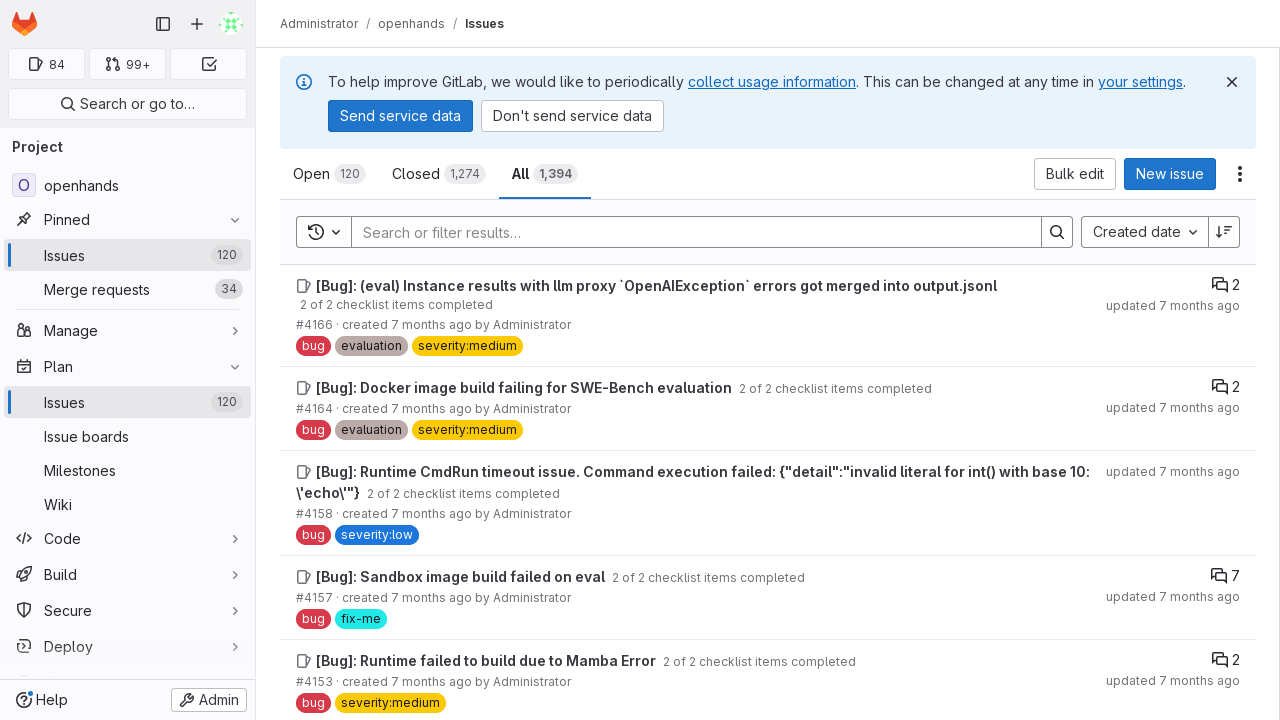 Administrator / openhands / Issues
84
99+
Search or go to…
Project
O openhands
Pinned
Issues 120
Merge requests 34
Manage
Plan
Issues 120
Issue boards
Milestones
Wiki
Code
Build
Secure
Deploy
Help
Admin
To help improve GitLab, we would like to periodically collect usage information. This can be changed at any time in your settings.
Send service data
Don't send service data
Open 120
Closed 1,274
All 1,394
Bulk edit
New issue
Search or filter results…
Created date
[Bug]: (eval) Instance results with llm proxy `OpenAIException` errors got merged into output.jsonl
2
2 of 2 checklist items completed
updated 7 months ago
#4166 · created 7 months ago by Administrator
bug evaluation severity:medium
[Bug]: Docker image build failing for SWE-Bench evaluation 2 of 2 checklist items completed
2
#4164 · created 7 months ago by Administrator
updated 7 months ago
bug evaluation severity:medium
[Bug]: Runtime CmdRun timeout issue. Command execution failed: {"detail":"invalid literal for int() with base 10:
updated 7 months ago
\'echo\'"} 2 of 2 checklist items completed
#4158 · created 7 months ago by Administrator
bug severity:low
[Bug]: Sandbox image build failed on eval 2 of 2 checklist items completed
7
#4157 · created 7 months ago by Administrator
updated 7 months ago
bug fix-me
[Bug]: Runtime failed to build due to Mamba Error 2 of 2 checklist items completed
2
#4153 · created 7 months ago by Administrator
updated 7 months ago
bug severity:medium